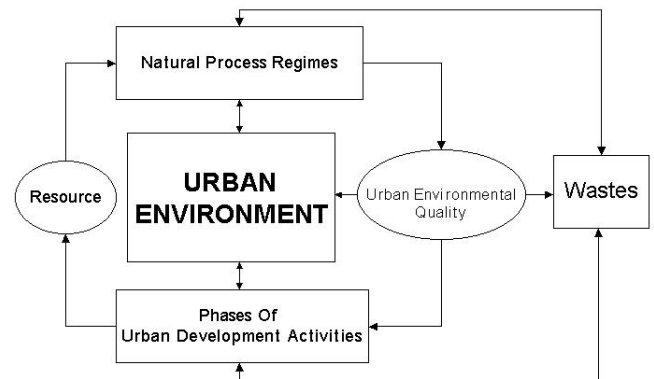 Natural Process Regimes
Resource
URBAN
ENVIRONMENT
Urban Environmental
Quality
Wastes
Phases Of
Urban Development Activities